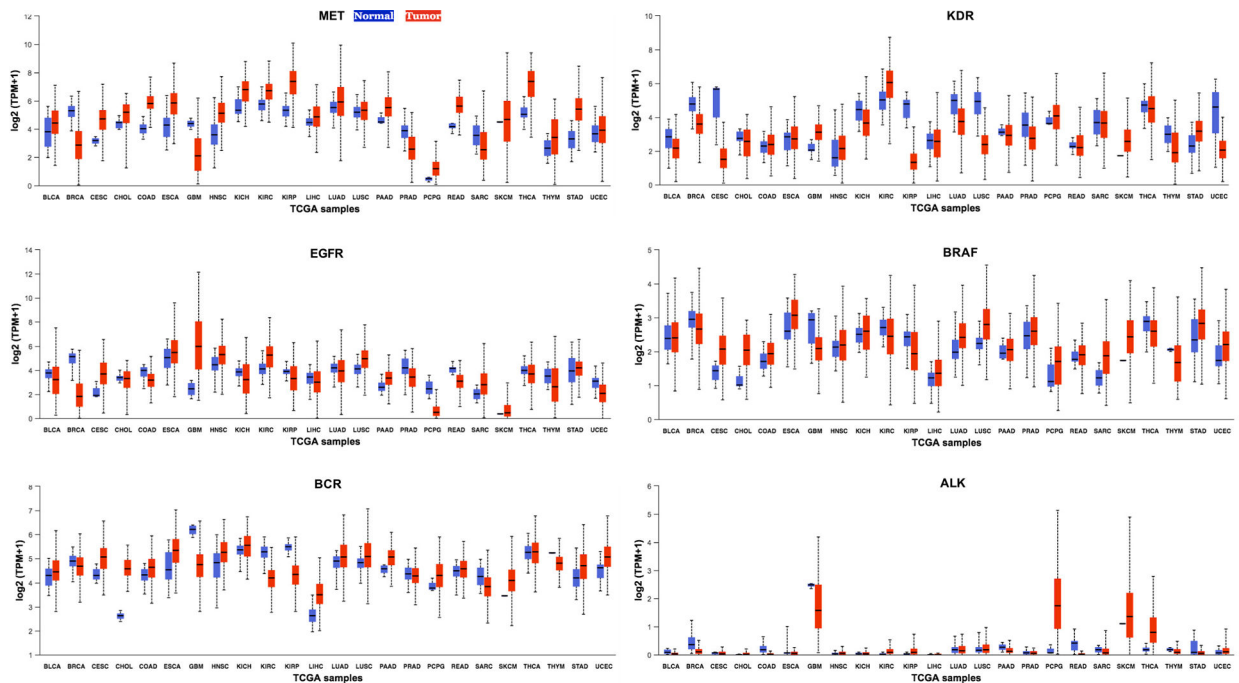 MET Normal Tumor
12
10
8
6
4
2
0
log2 (TPM+1)
BLCA BRCA CESC CHOL COAD ESCA GBM HNSC KICH KIRC KIRP LIHC LUAD LUSC PAAD PRAD PCPG READ SARC SKCM THCA THYM STAD UCEC
TCGA samples
KDR
10
8
6
4
2
0
log2 (TPM+1)
BLCA BRCA CESC CHOL COAD ESCA GBM HNSC KICH KIRC KIRP LIHC LUAD LUSC PAAD PRAD PCPG READ SARC SKCM THCA THYM STAD UCEC
TCGA samples
EGFR
14
12
10
8
6
4
2
0
log2 (TPM+1)
BLCA BRCA CESC CHOL COAD ESCA GBM HNSC KICH KIRC KIRP LIHC LUAD LUSC PAAD PRAD PCPG READ SARC SKCM THCA THYM STAD UCEC
TCGA samples
BRAF
5
4
3
2
1
0
log2 (TPM+1)
BLCA BRCA CESC CHOL COAD ESCA GBM HNSC KICH KIRC KIRP LIHC LUAD LUSC PAAD PRAD PCPG READ SARC SKCM THCA THYM STAD UCEC
TCGA samples
BCR
8
7
6
5
4
3
2
1
log2 (TPM+1)
BLCA BRCA CESC CHOL COAD ESCA GBM HNSC KICH KIRC KIRP LIHC LUAD LUSC PAAD PRAD PCPG READ SARC SKCM THCA THYM STAD UCEC
TCGA samples
ALK
6
5
4
3
2
1
0
log2 (TPM+1)
BLCA BRCA CESC CHOL COAD ESCA GBM HNSC KICH KIRC KIRP LIHC LUAD LUSC PAAD PRAD PCPG READ SARC SKCM THCA THYM STAD UCEC
TCGA samples